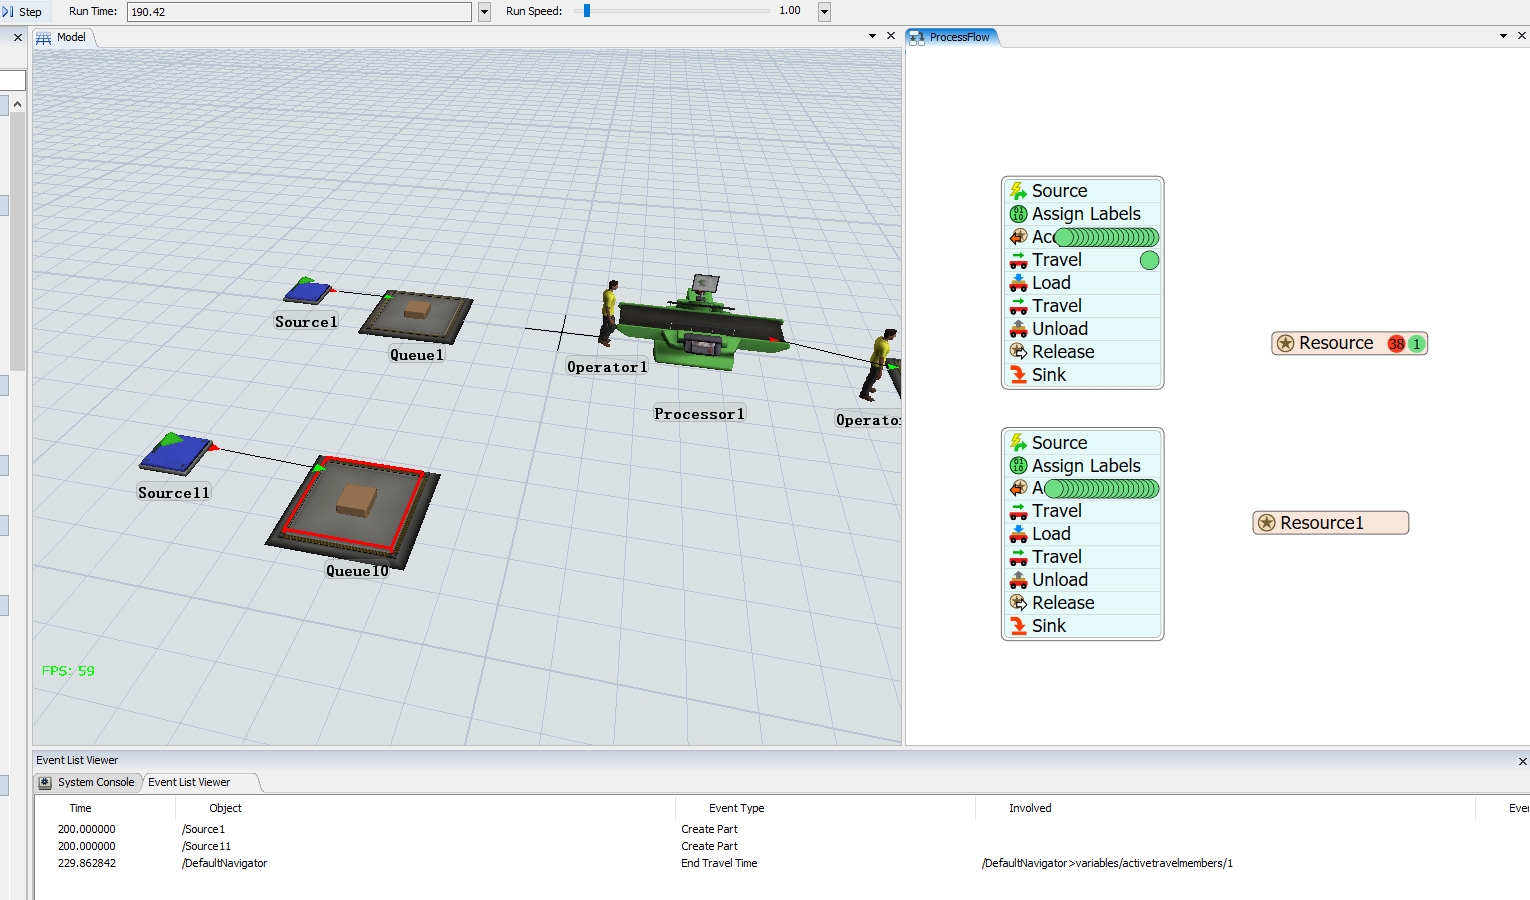 Step Run Time: 190.42 Run Speed: 1.00
Model
ProcessFlow
Source1
Queue1
Operator1
Processor1
Source11
Queue10
FPS: 59
Source
Assign Labels
Travel
Load
Travel
Unload
Release
Sink
Resource 38 1
Source
Assign Labels
Travel
Load
Travel
Unload
Release
Sink
Resource1
Event List Viewer
System Console Event List Viewer
Time Object Event Type Involved
200.000000 /Source1 Create Part
200.000000 /Source11 Create Part
229.862842 /DefaultNavigator End Travel Time /DefaultNavigator>variables/activetravelmembers/1